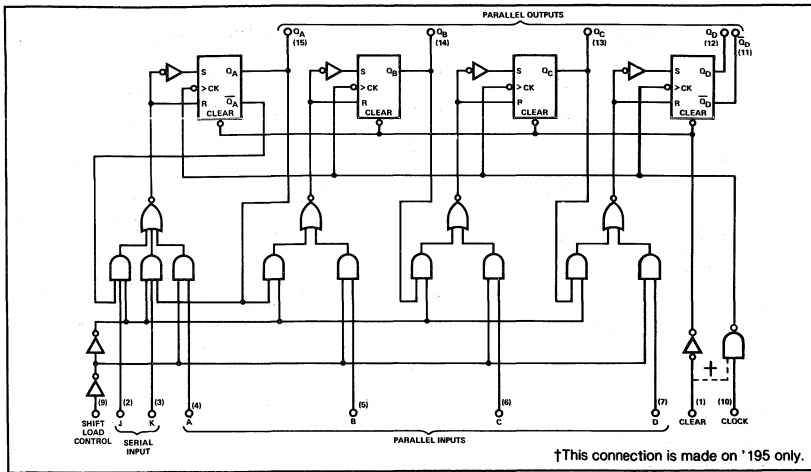 PARALLEL OUTPUTS
QA QB QC QD Q̅D
(15) (14) (13) (12) (11)
S QA S QB S QC S QD
>CK >CK >CK >CK
R Q̅A R R R Q̅D
CLEAR CLEAR CLEAR CLEAR
(9) (2) (3) (4) (5) (6) (7) (1) (10)
SHIFT LOAD CONTROL J K A B C D CLEAR CLOCK
SERIAL INPUT
PARALLEL INPUTS
†This connection is made on '195 only.